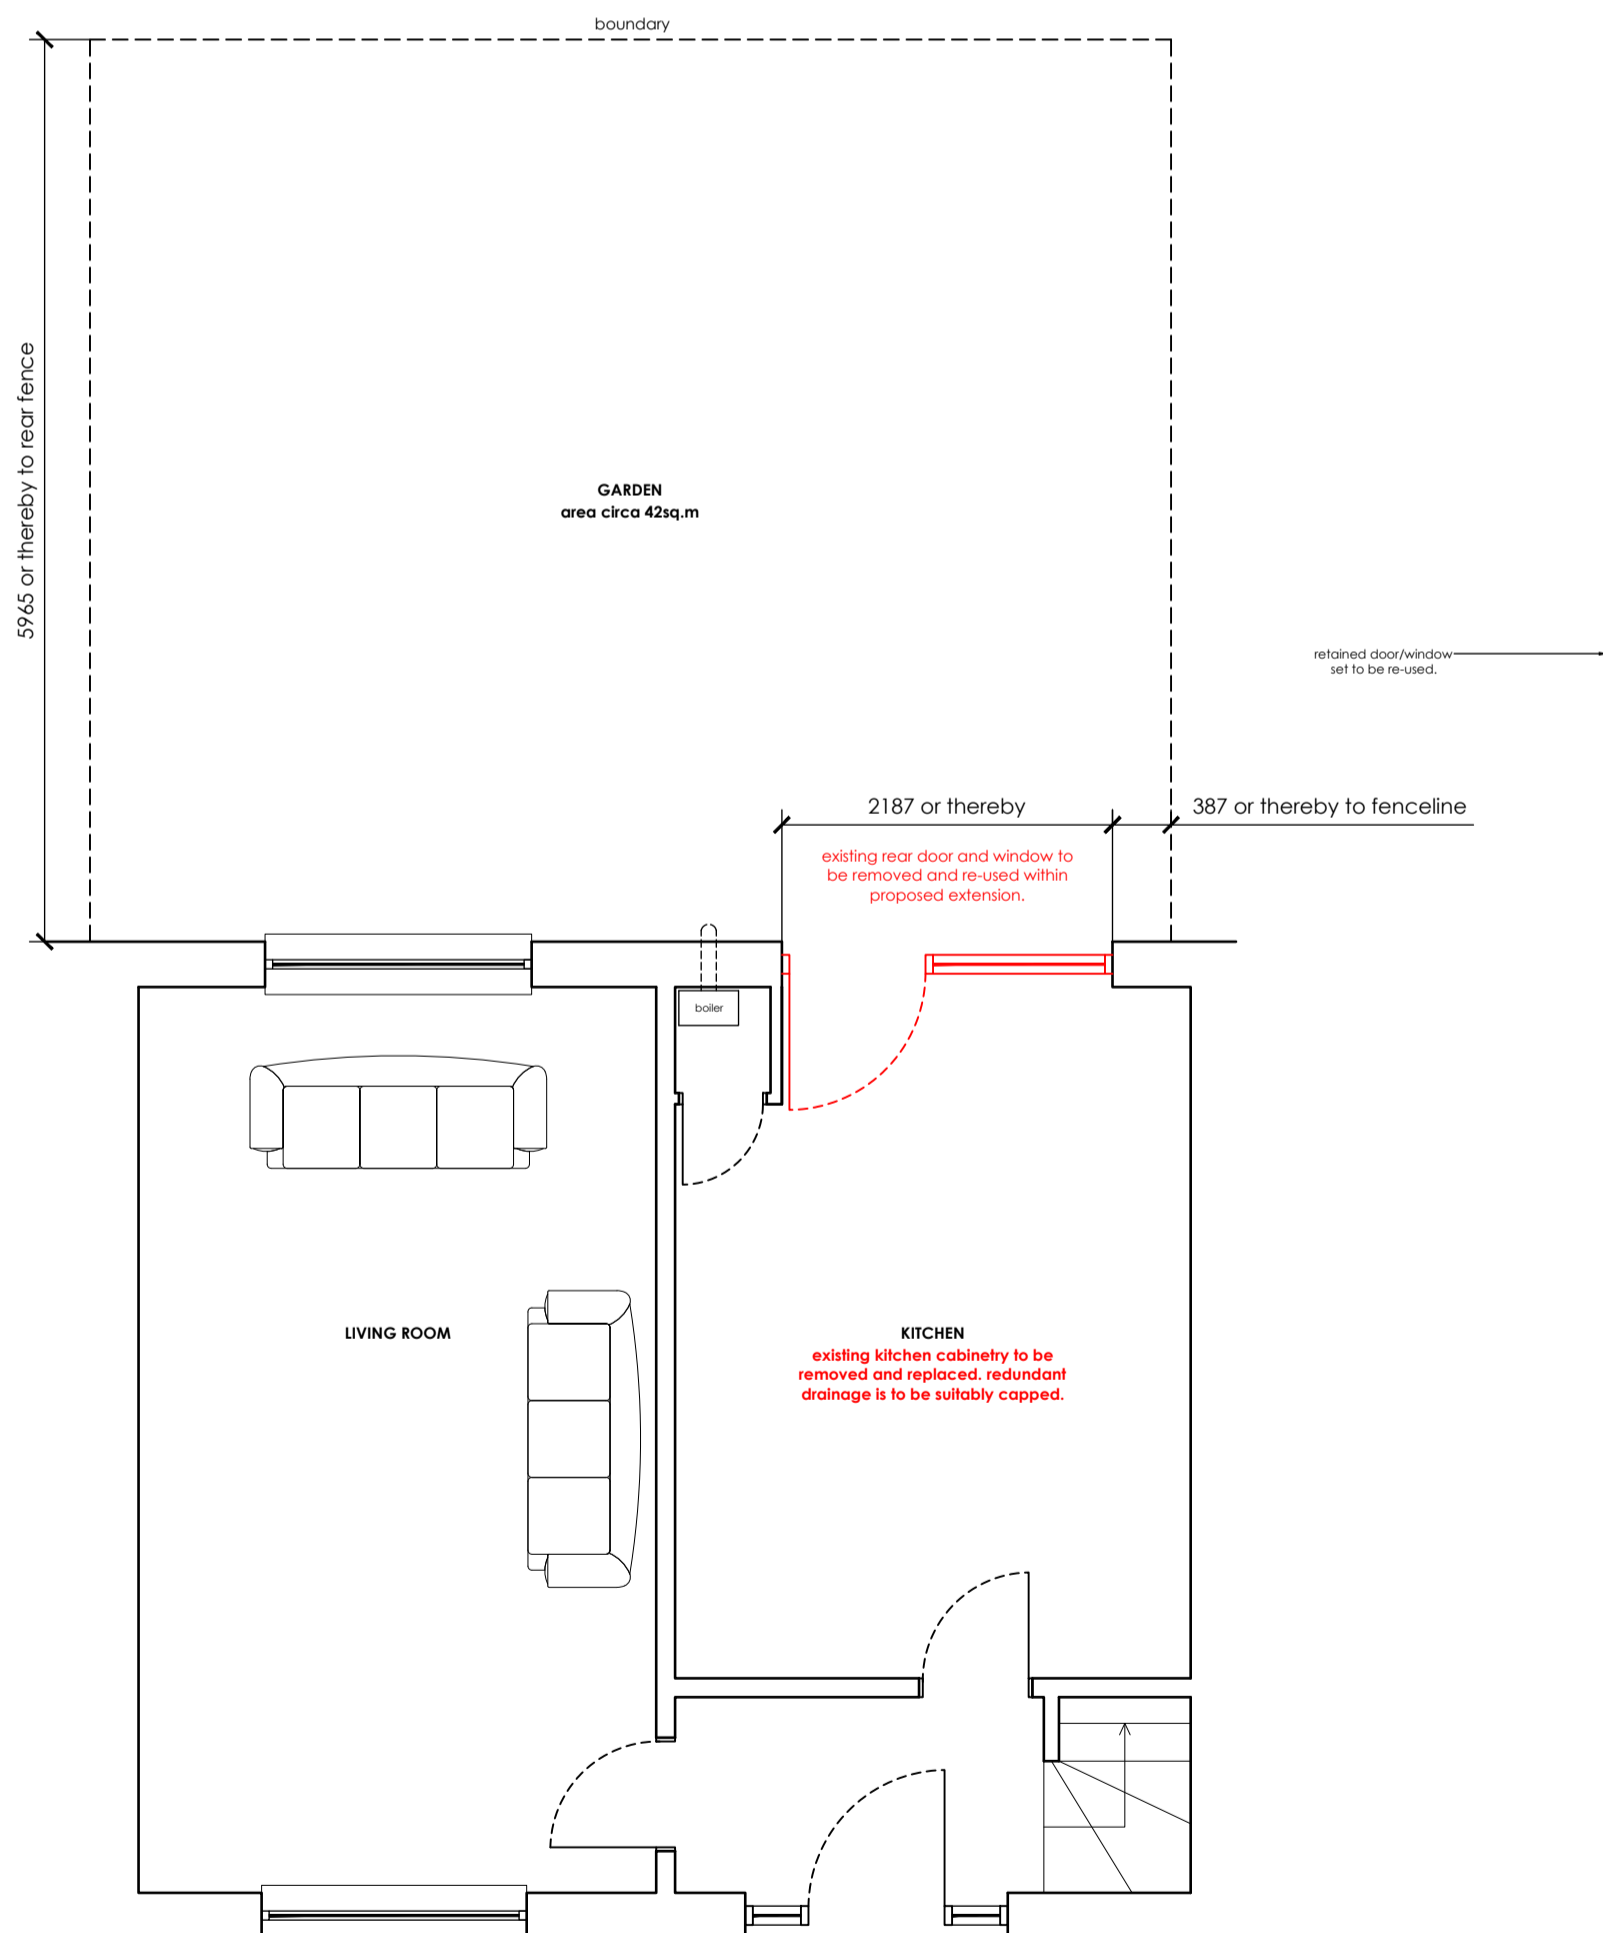 boundary
5965 or thereby to rear fence
GARDEN
area circa 42sq.m
retained door/window
set to be re-used.
2187 or thereby
387 or thereby to fenceline
existing rear door and window to
be removed and re-used within
proposed extension.
boiler
LIVING ROOM
KITCHEN
existing kitchen cabinetry to be
removed and replaced. redundant
drainage is to be suitably capped.